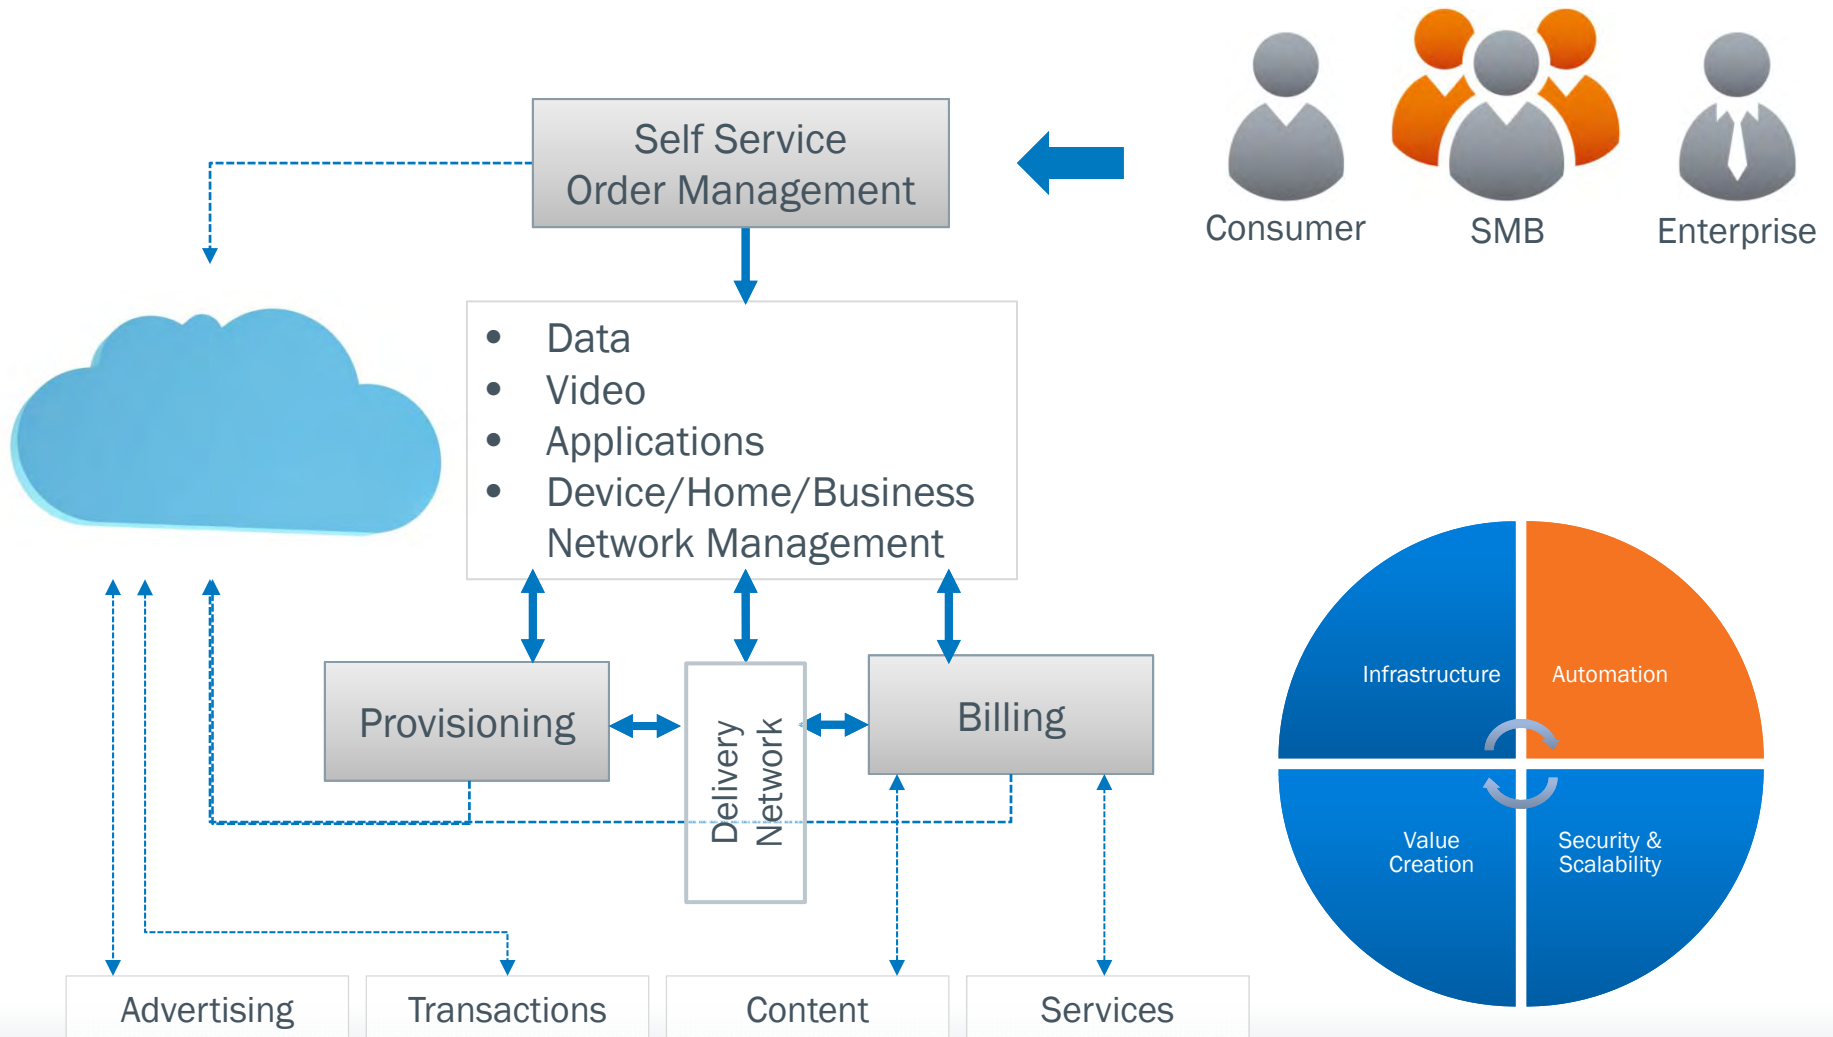 Self Service
Order Management
Consumer
SMB
Enterprise
• Data
• Video
• Applications
• Device/Home/Business
Network Management
Provisioning
Delivery
Network
Billing
Infrastructure
Automation
Value
Creation
Security &
Scalability
Advertising
Transactions
Content
Services